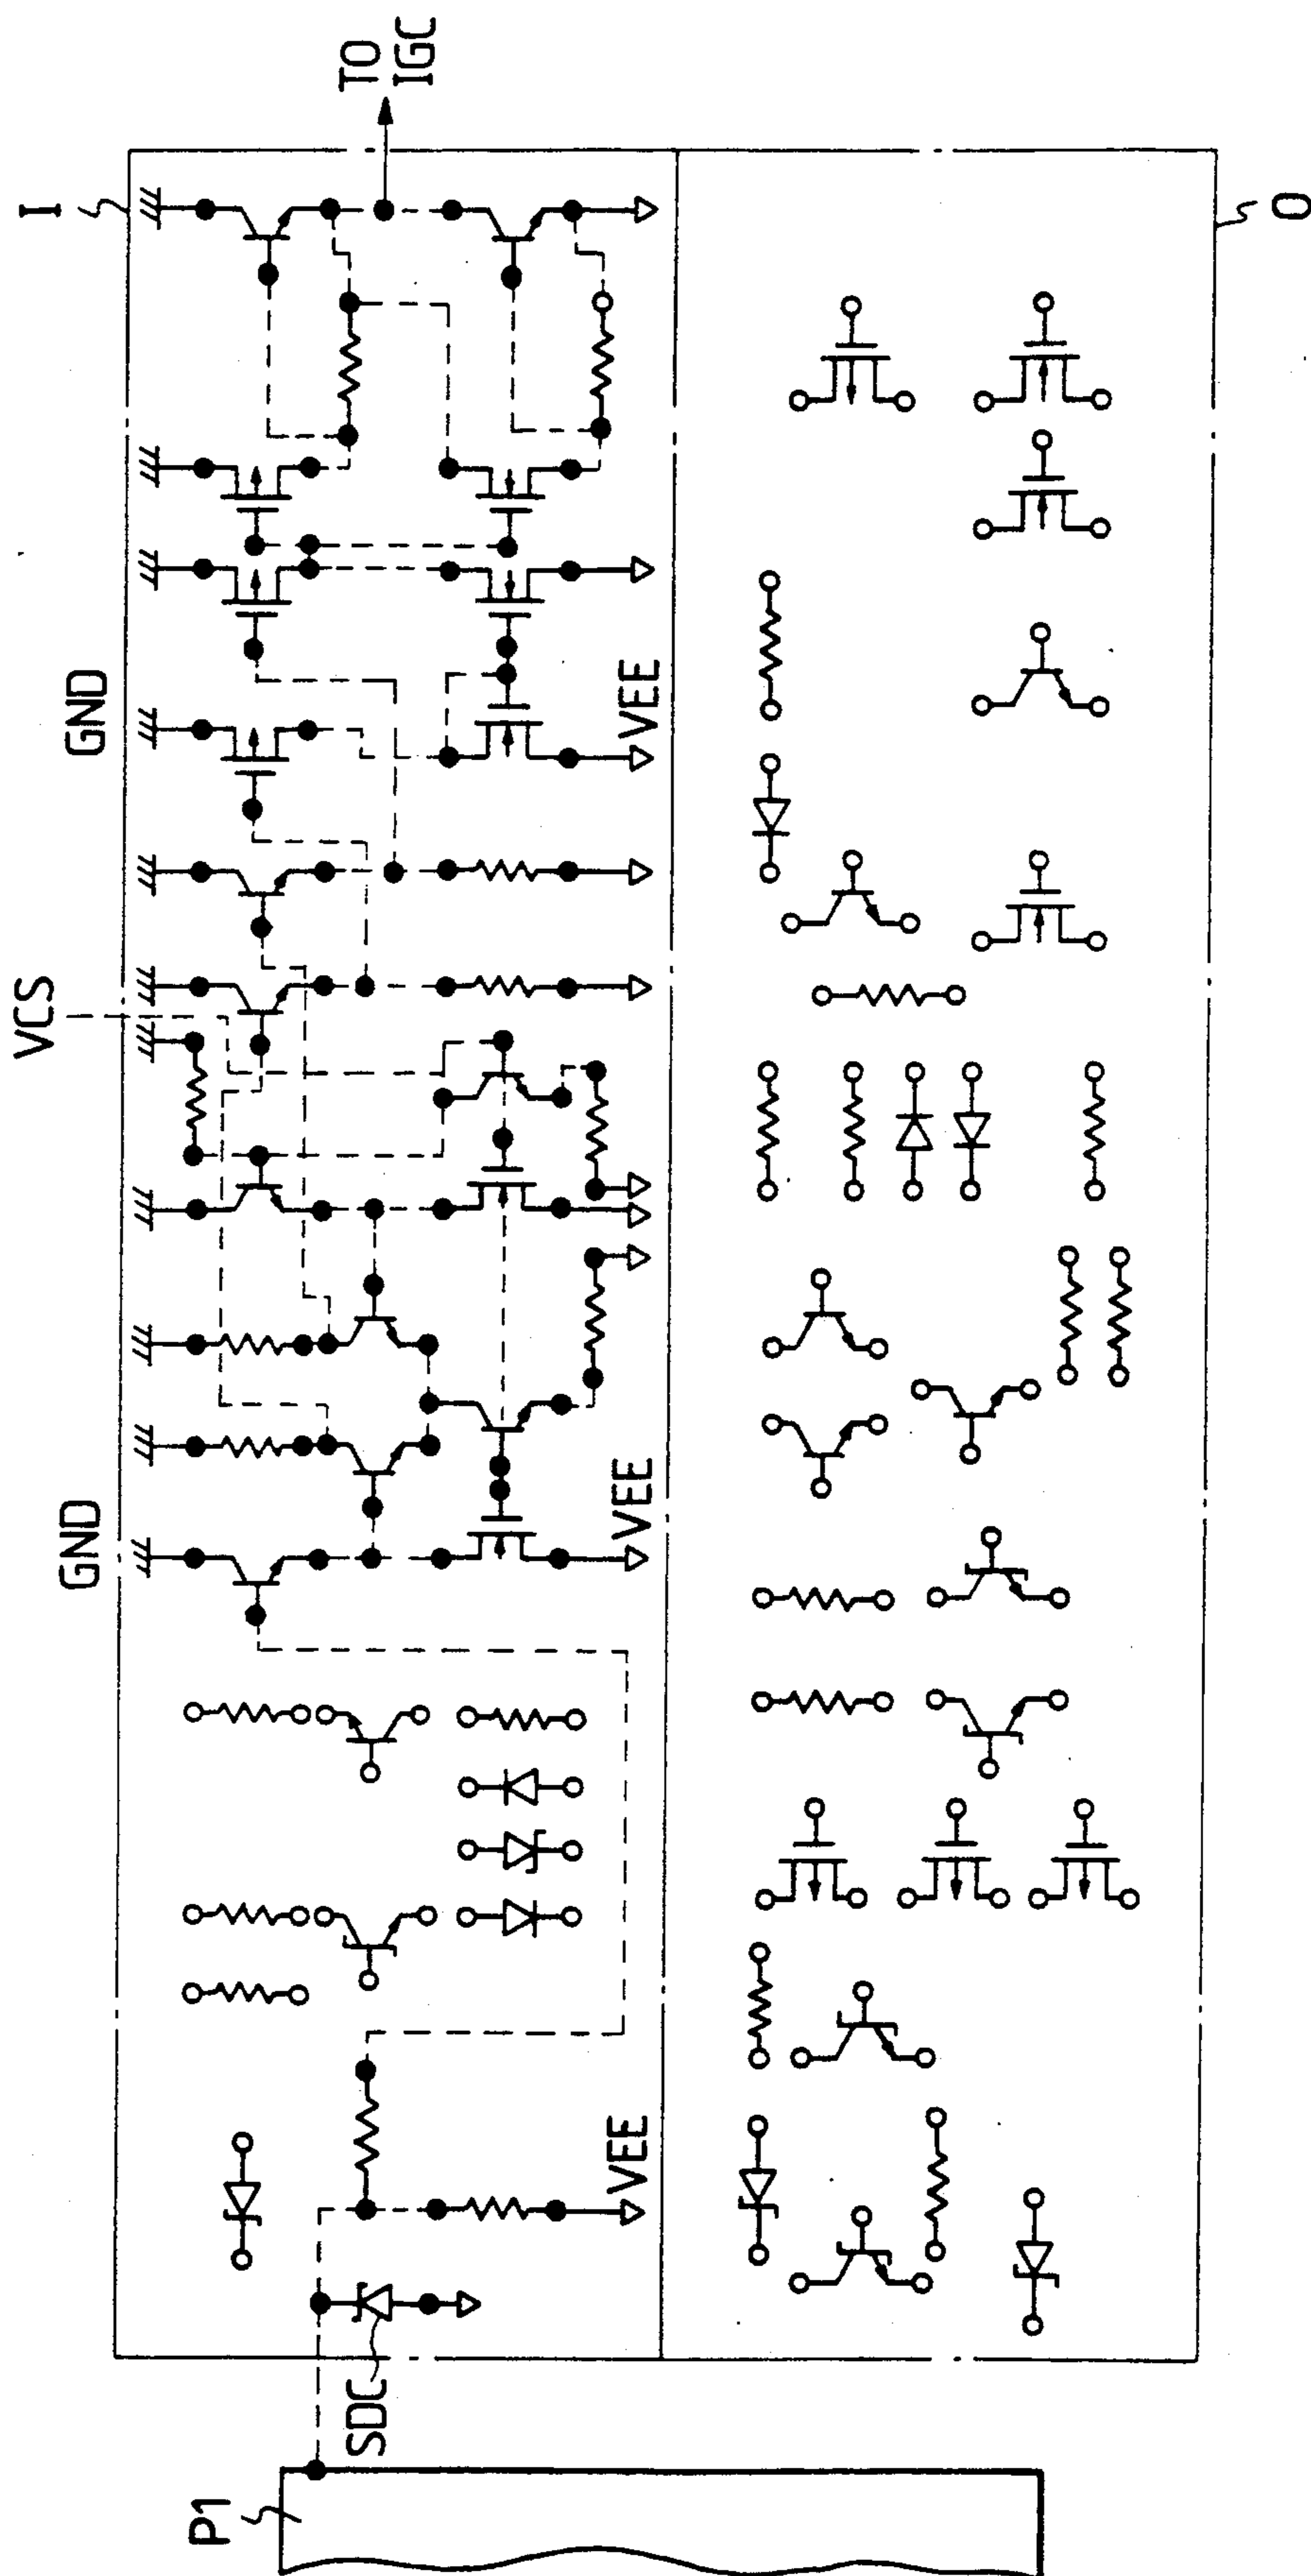 I
TO
IGC
GND
VEE
VCS
GND
VEE
VEE
SDC
P1
O